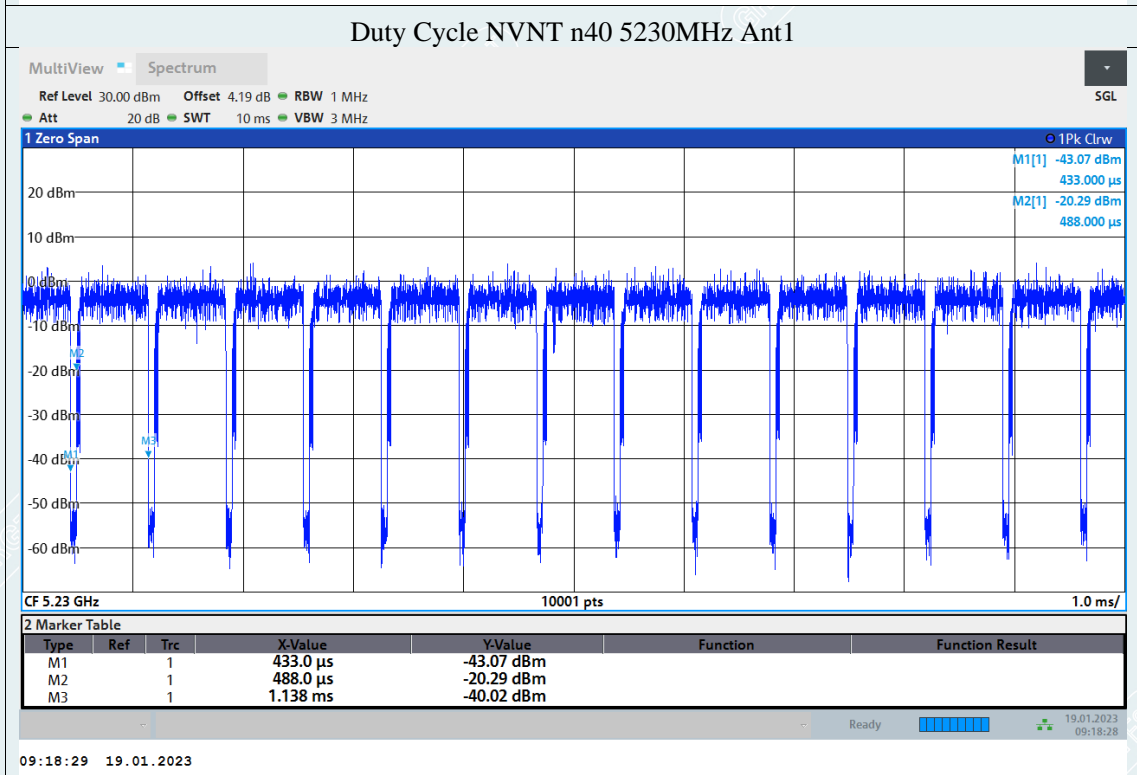 Duty Cycle NVNT n40 5230MHz Ant1
MultiView Spectrum
Ref Level 30.00 dBm Offset 4.19 dB RBW 1 MHz SGL
Att 20 dB SWT 10 ms VBW 3 MHz
1 Zero Span 1Pk Clrw
M1[1] -43.07 dBm
433.000 µs
M2[1] -20.29 dBm
488.000 µs
20 dBm
10 dBm
0 dBm
-10 dBm
M2
-20 dBm
-30 dBm
M3
M1
-40 dBm
-50 dBm
-60 dBm
CF 5.23 GHz 10001 pts 1.0 ms/
2 Marker Table
Type Ref Trc X-Value Y-Value Function Function Result
M1 1 433.0 µs -43.07 dBm
M2 1 488.0 µs -20.29 dBm
M3 1 1.138 ms -40.02 dBm
Ready 19.01.2023
09:18:28
09:18:29 19.01.2023